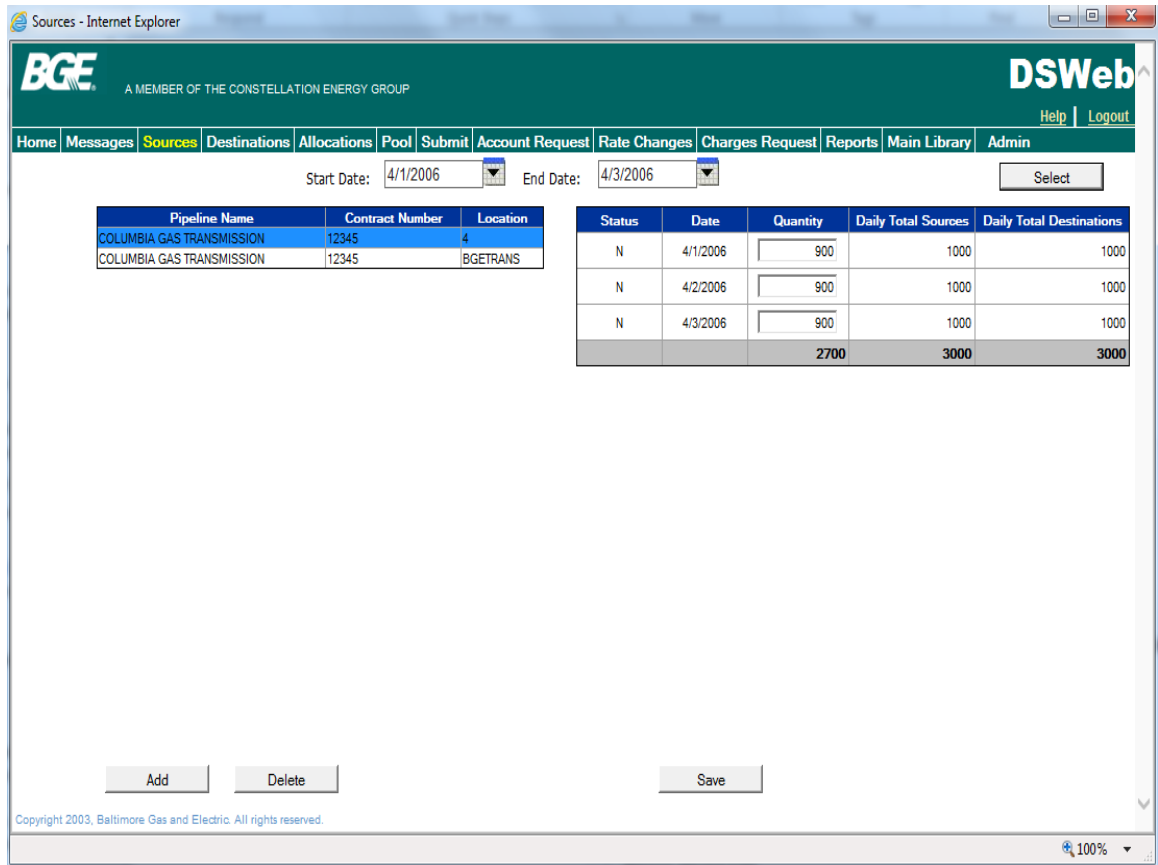 Sources - Internet Explorer
BGE. A MEMBER OF THE CONSTELLATION ENERGY GROUP DSWeb
Help | Logout
Home Messages Sources Destinations Allocations Pool Submit Account Request Rate Changes Charges Request Reports Main Library Admin
Start Date: 4/1/2006 End Date: 4/3/2006 Select
Pipeline Name Contract Number Location
COLUMBIA GAS TRANSMISSION 12345 4
COLUMBIA GAS TRANSMISSION 12345 BGETRANS
Status Date Quantity Daily Total Sources Daily Total Destinations
N 4/1/2006 900 1000 1000
N 4/2/2006 900 1000 1000
N 4/3/2006 900 1000 1000
2700 3000 3000
Add Delete Save
Copyright 2003, Baltimore Gas and Electric. All rights reserved.
100%